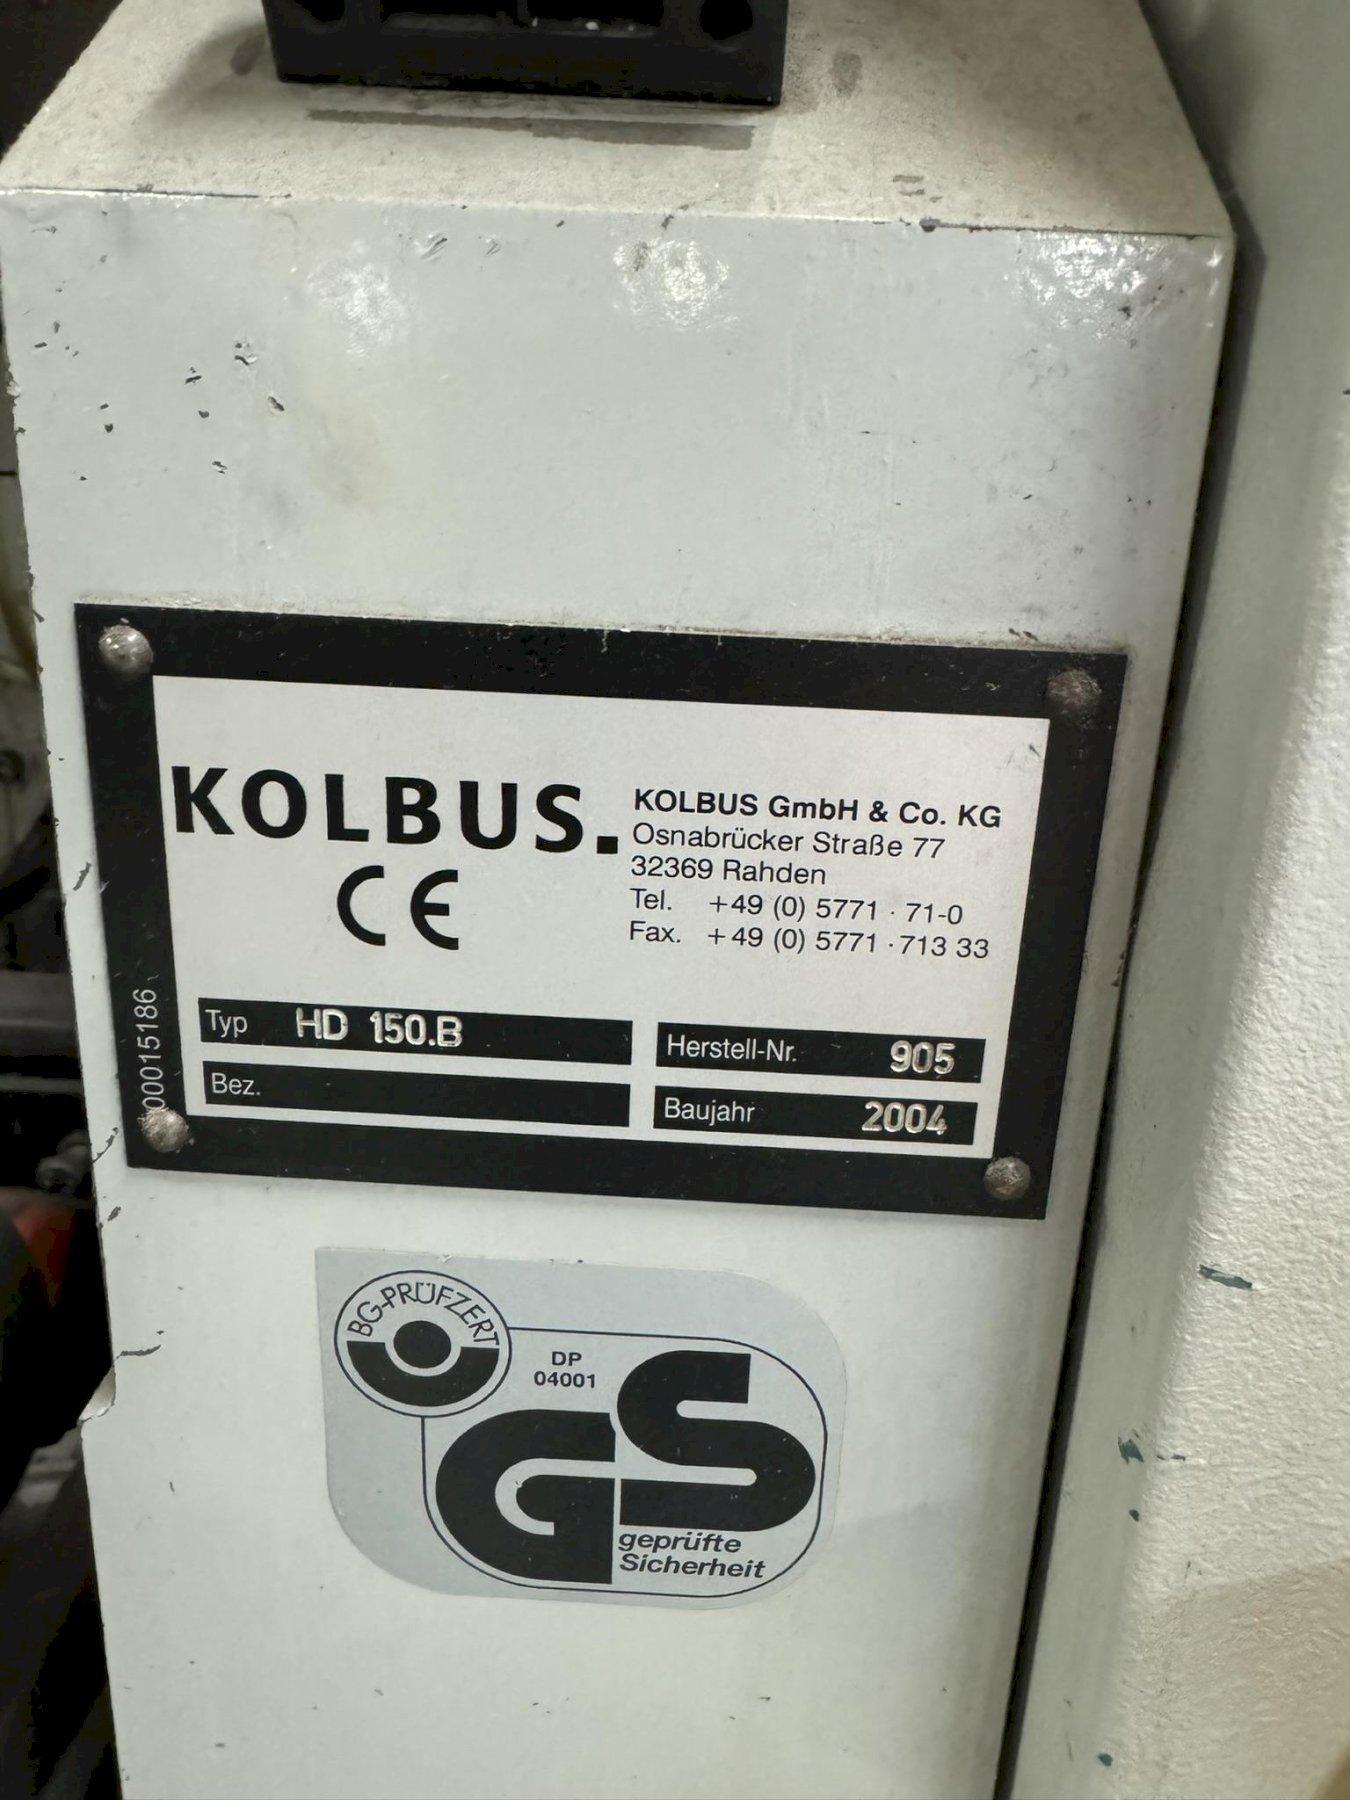 KOLBUS.
CE
KOLBUS GmbH & Co. KG
Osnabrücker Straße 77
32369 Rahden
Tel. +49 (0) 5771 · 71-0
Fax. +49 (0) 5771 · 713 33
00015186
Typ HD 150.B
Herstell-Nr. 905
Bez.
Baujahr 2004
BG-PRÜFZERT
DP
04001
GS
geprüfte
Sicherheit